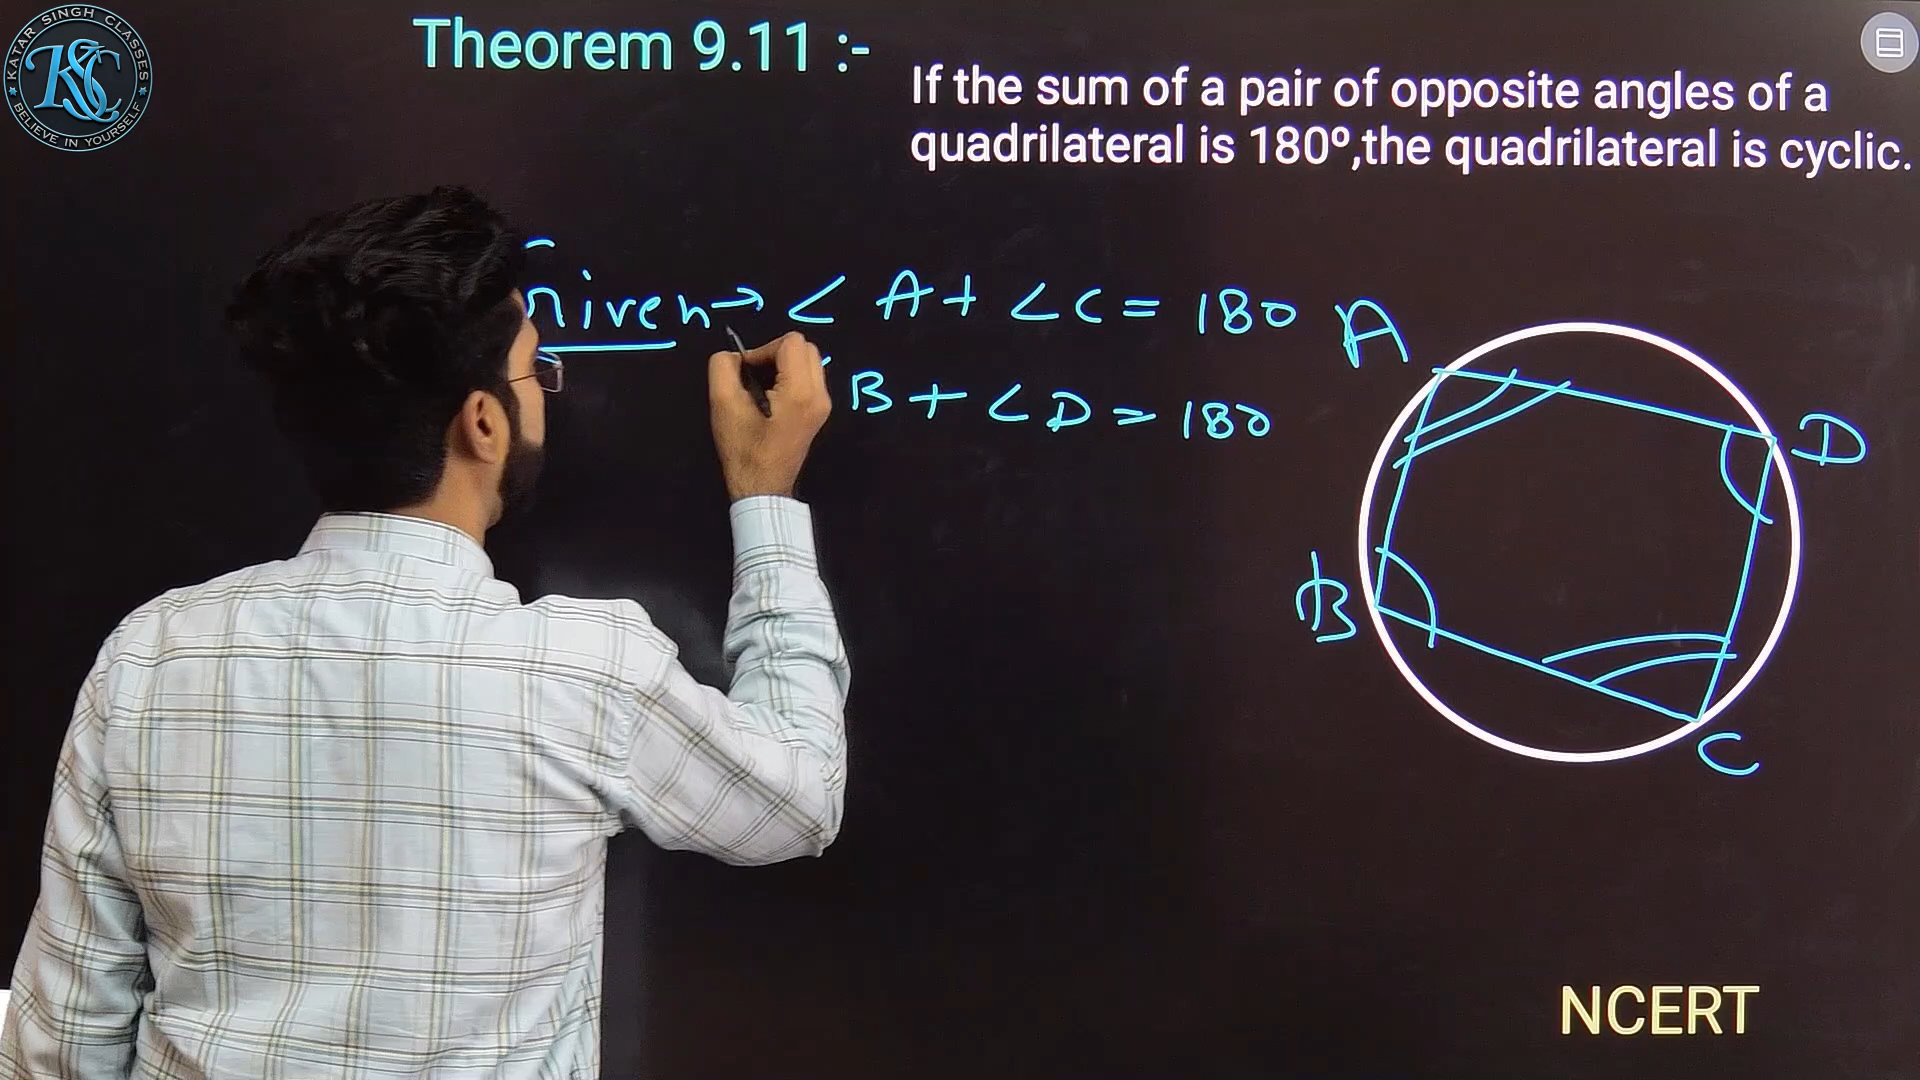 KATAR SINGH CLASSES
KSC
BELIEVE IN YOURSELF
Theorem 9.11 :-
If the sum of a pair of opposite angles of a
quadrilateral is 180º,the quadrilateral is cyclic.
Given → ∠ A + ∠ C = 180
∠ B + ∠ D = 180
A
D
B
C
NCERT